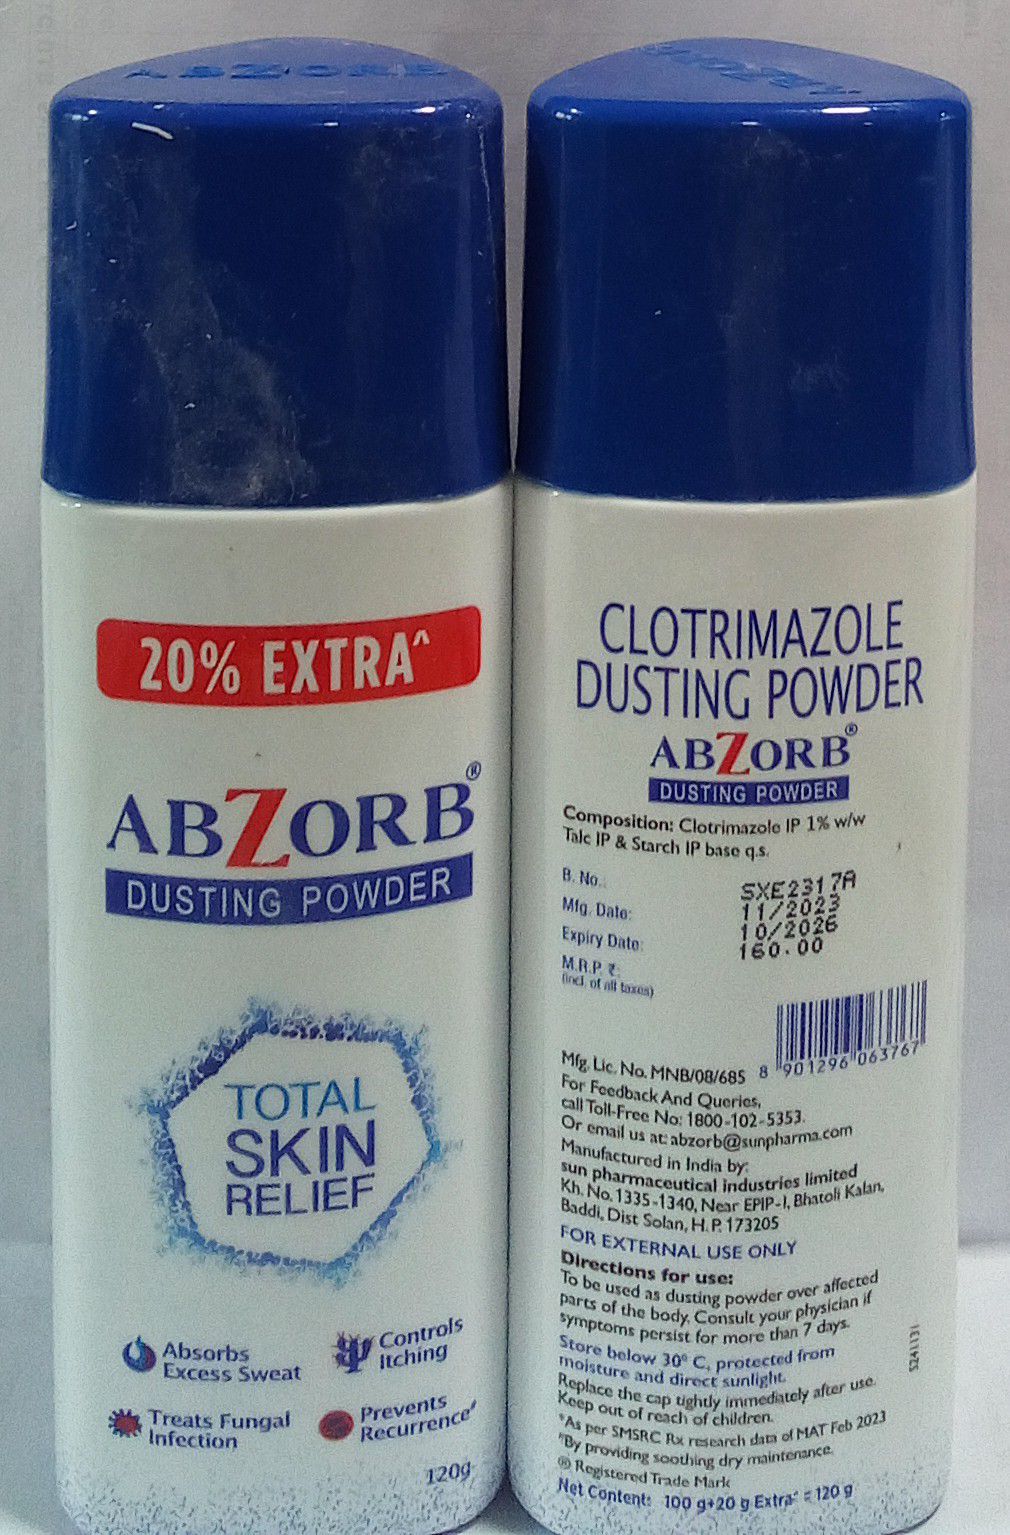 ABZORB
20% EXTRA^
ABZORB®
DUSTING POWDER
TOTAL
SKIN
RELIEF
Absorbs
Excess Sweat
Controls
Itching
Treats Fungal
Infection
Prevents
Recurrence#
120g
CLOTRIMAZOLE
DUSTING POWDER
ABZORB®
DUSTING POWDER
Composition: Clotrimazole IP 1% w/w
Talc IP & Starch IP base q.s.
B. No.: SXE2317A
Mfg. Date: 11/2023
Expiry Date: 10/2026
M.R.P. ₹: 160.00
(incl. of all taxes)
8 901296 063767
Mfg. Lic. No. MNB/08/685
For Feedback And Queries,
call Toll-Free No: 1800-102-5353.
Or email us at: abzorb@sunpharma.com
Manufactured in India by:
sun pharmaceutical industries limited
Kh. No. 1335-1340, Near EPIP-I, Bhatoli Kalan,
Baddi, Dist Solan, H. P. 173205
FOR EXTERNAL USE ONLY
Directions for use:
To be used as dusting powder over affected
parts of the body. Consult your physician if
symptoms persist for more than 7 days.
Store below 30° C, protected from
moisture and direct sunlight.
Replace the cap tightly immediately after use.
Keep out of reach of children.
*As per SMSRC Rx research data of MAT Feb 2023
#By providing soothing dry maintenance.
® Registered Trade Mark
Net Content: 100 g+20 g Extra^ = 120 g
5241131